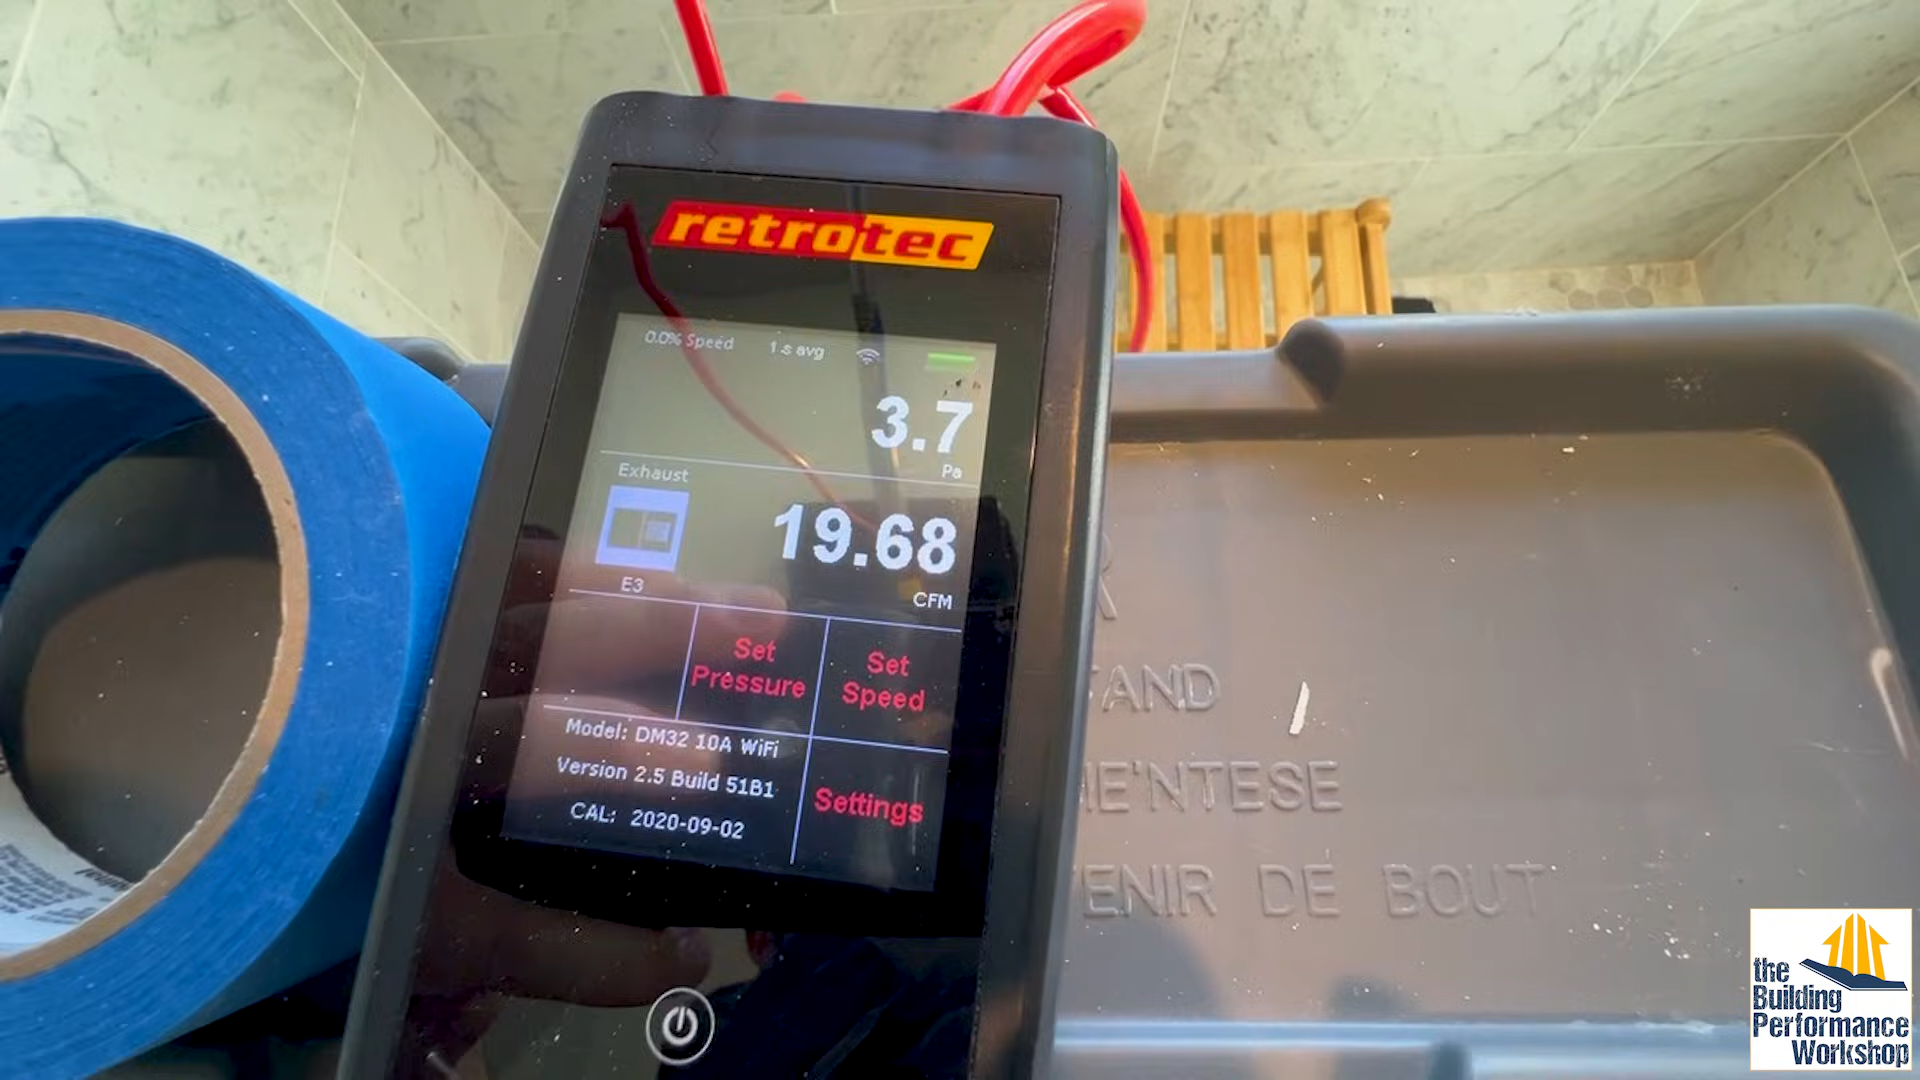 retrotec
0.0% Speed 1 s avg
3.7
Pa
Exhaust
19.68
E3
CFM
Set
Pressure
Set
Speed
Model: DM32 10A WiFi
Version 2.5 Build 51B1
CAL: 2020-09-02
Settings
AND
E'NTESE
ENIR DE BOUT
the
Building
Performance
Workshop